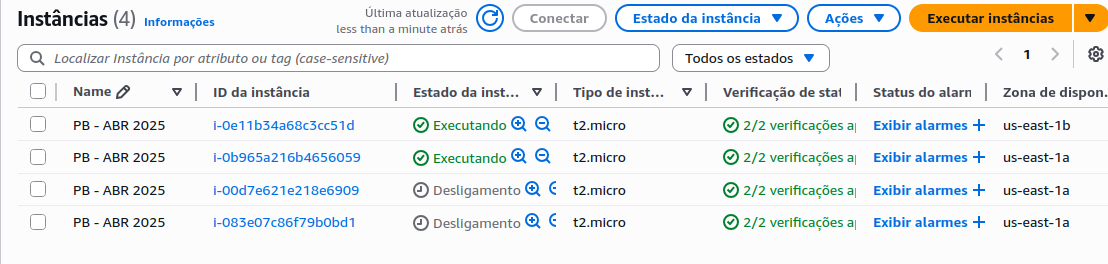 Instâncias (4) Informações
Última atualização
less than a minute atrás
Conectar
Estado da instância
Ações
Executar instâncias
Localizar Instância por atributo ou tag (case-sensitive)
Todos os estados
1
Name ID da instância Estado da inst... Tipo de inst... Verificação de stat Status do alarm Zona de dispon.
PB - ABR 2025 i-0e11b34a68c3cc51d Executando t2.micro 2/2 verificações ap Exibir alarmes + us-east-1b
PB - ABR 2025 i-0b965a216b4656059 Executando t2.micro 2/2 verificações ap Exibir alarmes + us-east-1a
PB - ABR 2025 i-00d7e621e218e6909 Desligamento t2.micro 2/2 verificações ap Exibir alarmes + us-east-1a
PB - ABR 2025 i-083e07c86f79b0bd1 Desligamento t2.micro 2/2 verificações ap Exibir alarmes + us-east-1a